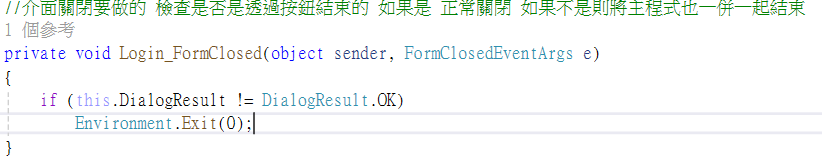 //介面關閉要做的 檢查是否是透過按鈕結束的 如果是 正常關閉 如果不是則將主程式也一併一起結束
1 個參考
private void Login_FormClosed(object sender, FormClosedEventArgs e)
{
if (this.DialogResult != DialogResult.OK)
Environment.Exit(0);
}